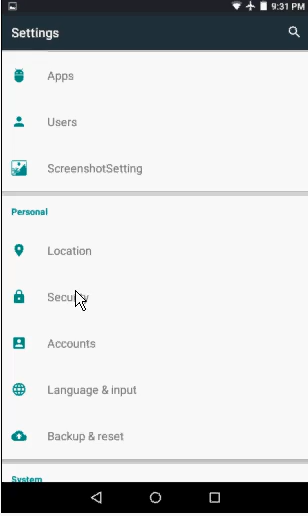 9:31 PM
Settings
Apps
Users
ScreenshotSetting
Personal
Location
Security
Accounts
Language & input
Backup & reset
System